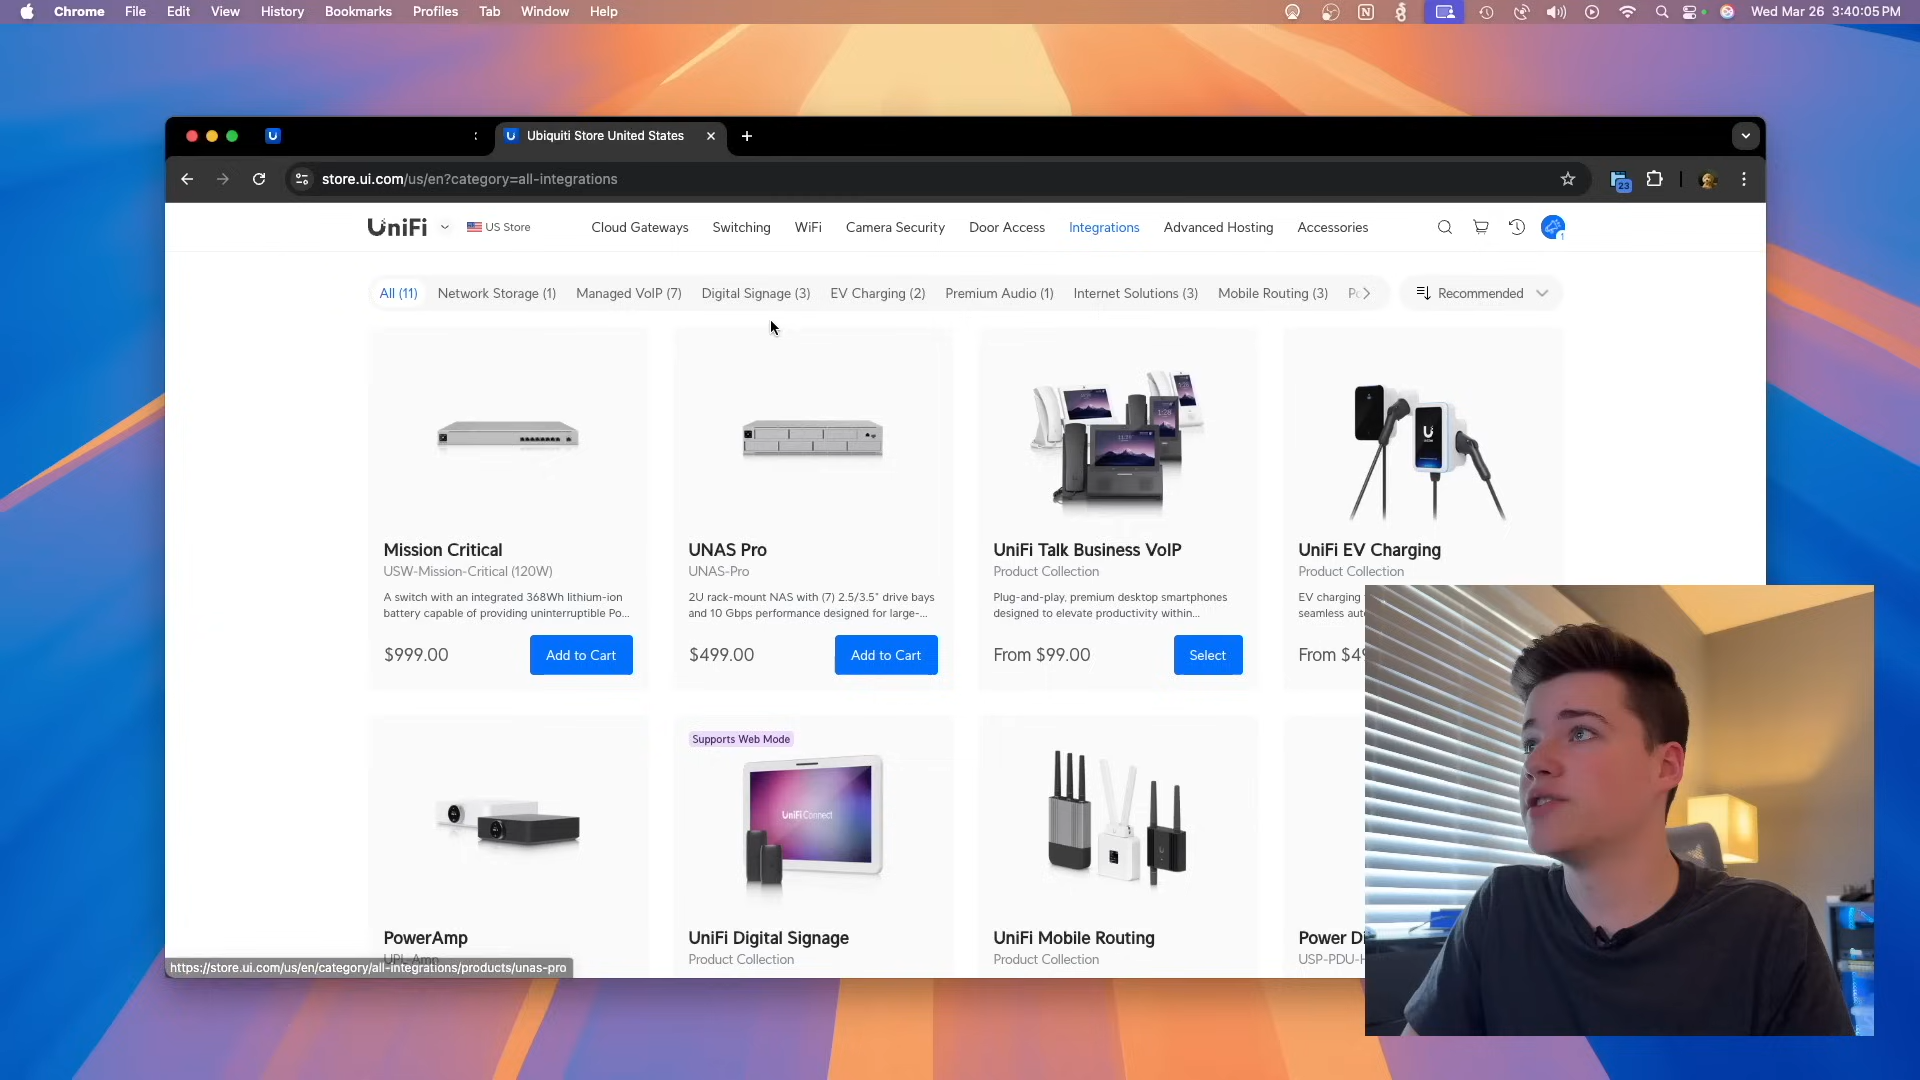 Chrome File Edit View History Bookmarks Profiles Tab Window Help Wed Mar 26 3:40:05 PM
Ubiquiti Store United States
store.ui.com/us/en?category=all-integrations
23
UniFi US Store Cloud Gateways Switching WiFi Camera Security Door Access Integrations Advanced Hosting Accessories
1
All (11) Network Storage (1) Managed VoIP (7) Digital Signage (3) EV Charging (2) Premium Audio (1) Internet Solutions (3) Mobile Routing (3) Recommended
Mission Critical
USW-Mission-Critical (120W)
A switch with an integrated 368Wh lithium-ion
battery capable of providing uninterruptible Po...
$999.00 Add to Cart
UNAS Pro
UNAS-Pro
2U rack-mount NAS with (7) 2.5/3.5" drive bays
and 10 Gbps performance designed for large-...
$499.00 Add to Cart
UniFi Talk Business VoIP
Product Collection
Plug-and-play, premium desktop smartphones
designed to elevate productivity within...
From $99.00 Select
UniFi EV Charging
Product Collection
EV charging
seamless aut
From $49
PowerAmp
UPL-Amp
Supports Web Mode
UniFi Connect
UniFi Digital Signage
Product Collection
UniFi Mobile Routing
Product Collection
Power Di
USP-PDU-H
https://store.ui.com/us/en/category/all-integrations/products/unas-pro